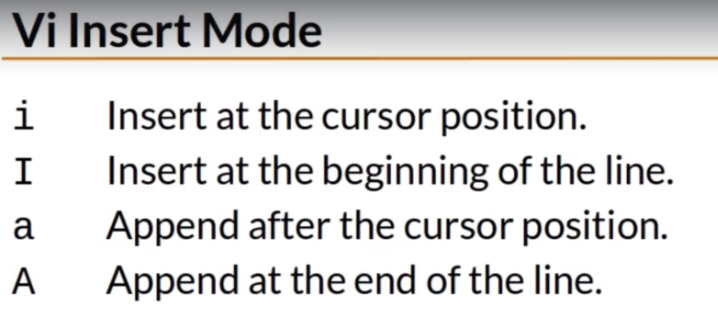 Vi Insert Mode
i Insert at the cursor position.
I Insert at the beginning of the line.
a Append after the cursor position.
A Append at the end of the line.